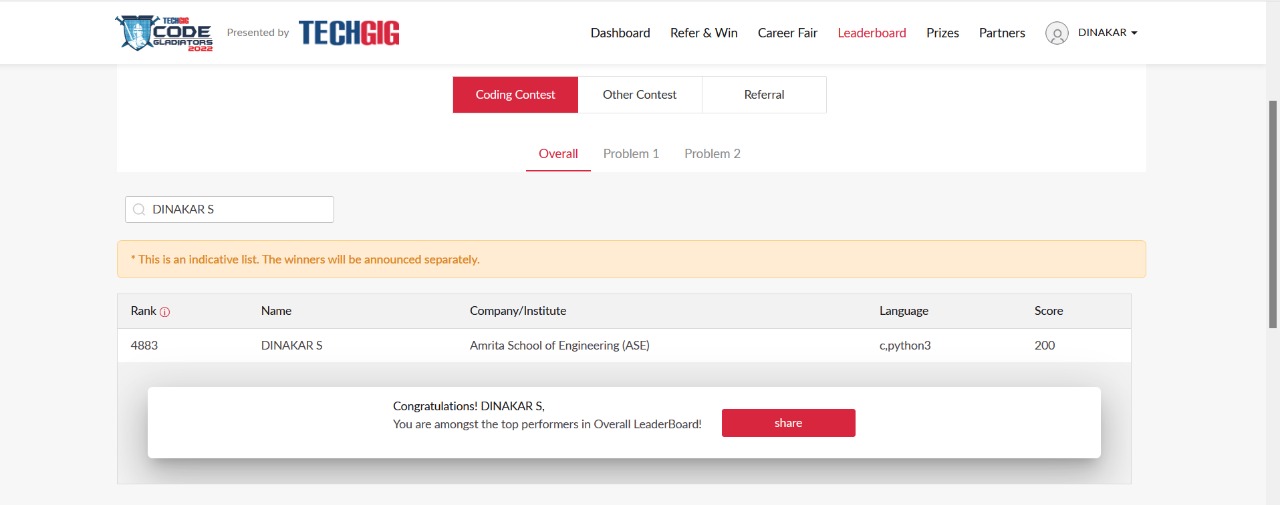 TECHGIG
CODE
GLADIATORS
2022
Presented by TECHGIG
Dashboard Refer & Win Career Fair Leaderboard Prizes Partners DINAKAR
Coding Contest Other Contest Referral
Overall Problem 1 Problem 2
DINAKAR S
* This is an indicative list. The winners will be announced separately.
Rank Name Company/Institute Language Score
4883 DINAKAR S Amrita School of Engineering (ASE) c,python3 200
Congratulations! DINAKAR S,
You are amongst the top performers in Overall LeaderBoard!
share